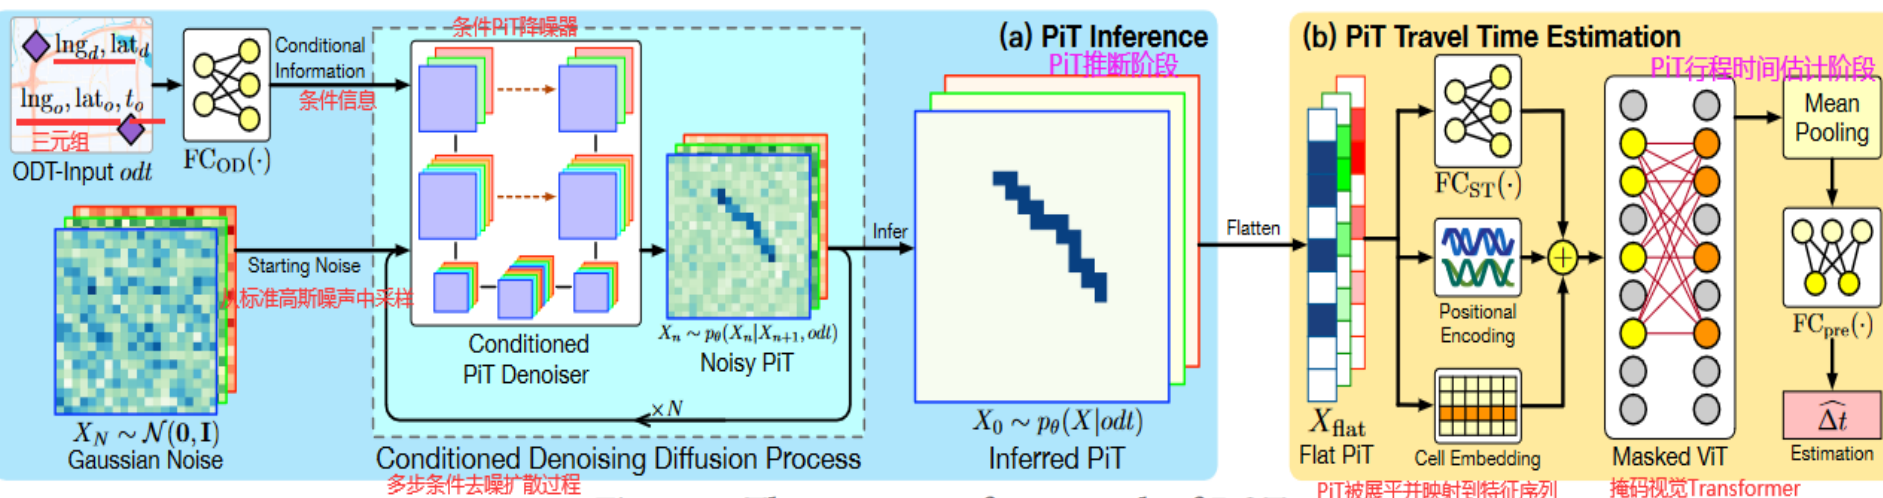 条件PiT降噪器
(a) PiT Inference
PiT推断阶段
(b) PiT Travel Time Estimation
PiT行程时间估计阶段
lng_d, lat_d
lng_o, lat_o, t_o
三元组
ODT-Input odt
FC_OD(·)
Conditional
Information
条件信息
Starting Noise
从标准高斯噪声中采样
X_N ∼ N(0, I)
Gaussian Noise
Conditioned
PiT Denoiser
X_n ∼ p_θ(X_n|X_{n+1}, odt)
Noisy PiT
×N
Conditioned Denoising Diffusion Process
多步条件去噪扩散过程
Infer
X_0 ∼ p_θ(X|odt)
Inferred PiT
Flatten
X_flat
Flat PiT
PiT被展平并映射到特征序列
FC_ST(·)
Positional
Encoding
Cell Embedding
+
Masked ViT
掩码视觉Transformer
Mean
Pooling
FC_pre(·)
\widehat{Δt}
Estimation